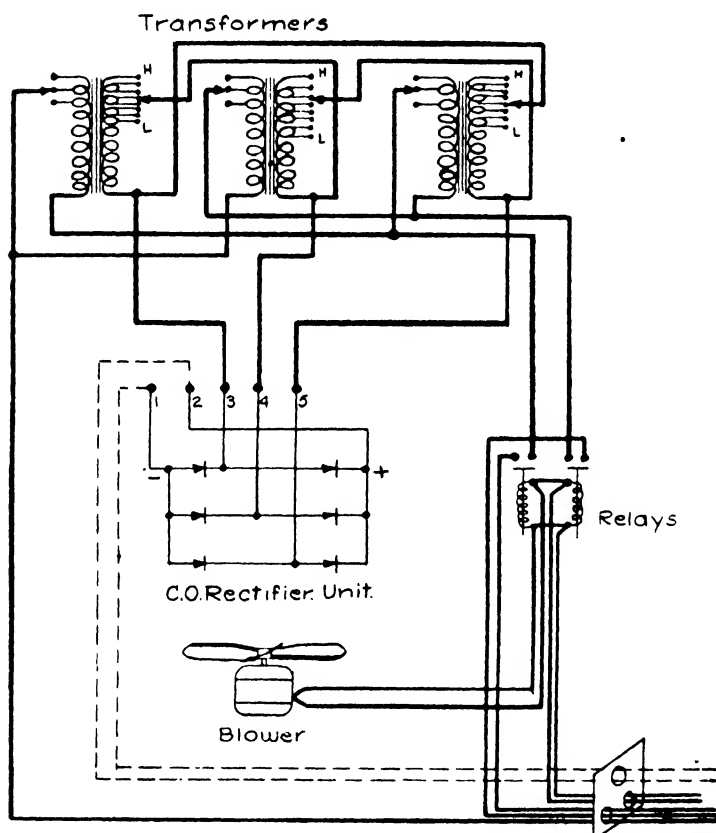 Transformers
H
L
H
L
H
L
1 2 3 4 5
- +
C.O. Rectifier Unit.
Relays
Blower